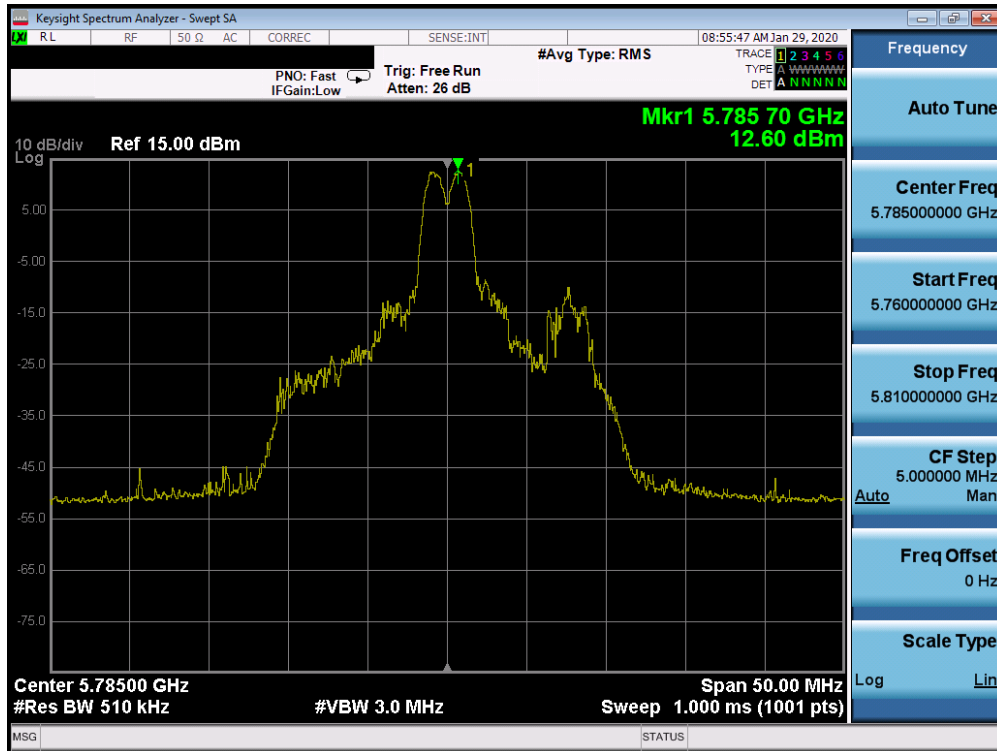 Keysight Spectrum Analyzer - Swept SA
LXI RL RF 50 Ω AC CORREC SENSE:INT 08:55:47 AM Jan 29, 2020
#Avg Type: RMS
TRACE 1 2 3 4 5 6
TYPE A WWWWW
DET A N N N N N
PNO: Fast Trig: Free Run
IFGain:Low Atten: 26 dB
Mkr1 5.785 70 GHz
12.60 dBm
10 dB/div Ref 15.00 dBm
Log
1
5.00
-5.00
-15.0
-25.0
-35.0
-45.0
-55.0
-65.0
-75.0
Center 5.78500 GHz Span 50.00 MHz
#Res BW 510 kHz #VBW 3.0 MHz Sweep 1.000 ms (1001 pts)
MSG STATUS
Frequency
Auto Tune
Center Freq
5.785000000 GHz
Start Freq
5.760000000 GHz
Stop Freq
5.810000000 GHz
CF Step
5.000000 MHz
Auto Man
Freq Offset
0 Hz
Scale Type
Log Lin